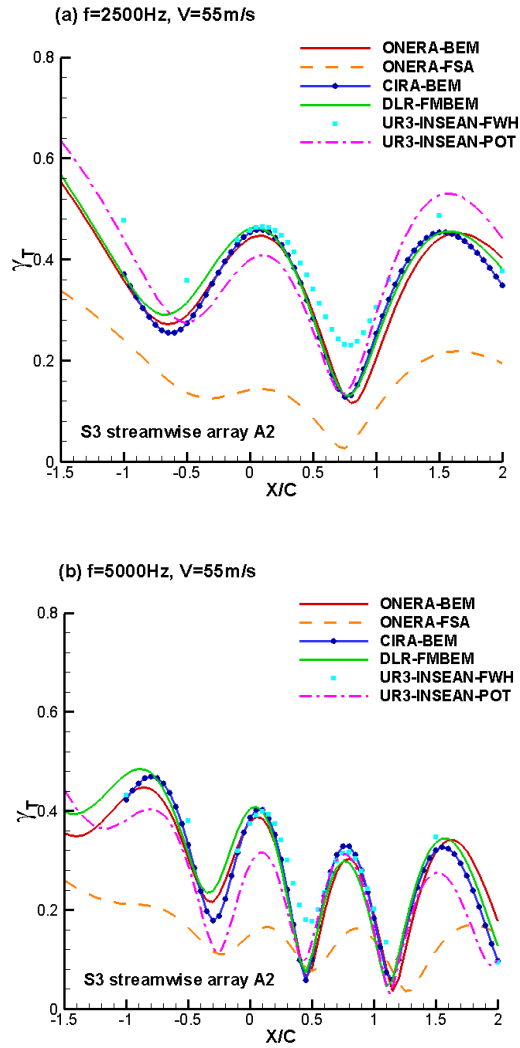 (a) f=2500Hz, V=55m/s
ONERA-BEM
ONERA-FSA
CIRA-BEM
DLR-FMBEM
UR3-INSEAN-FWH
UR3-INSEAN-POT
0.8
0.6
0.4
0.2
0
γT
S3 streamwise array A2
-1.5 -1 -0.5 0 0.5 1 1.5 2
X/C
(b) f=5000Hz, V=55m/s
ONERA-BEM
ONERA-FSA
CIRA-BEM
DLR-FMBEM
UR3-INSEAN-FWH
UR3-INSEAN-POT
0.8
0.6
0.4
0.2
0
γT
S3 streamwise array A2
-1.5 -1 -0.5 0 0.5 1 1.5 2
X/C